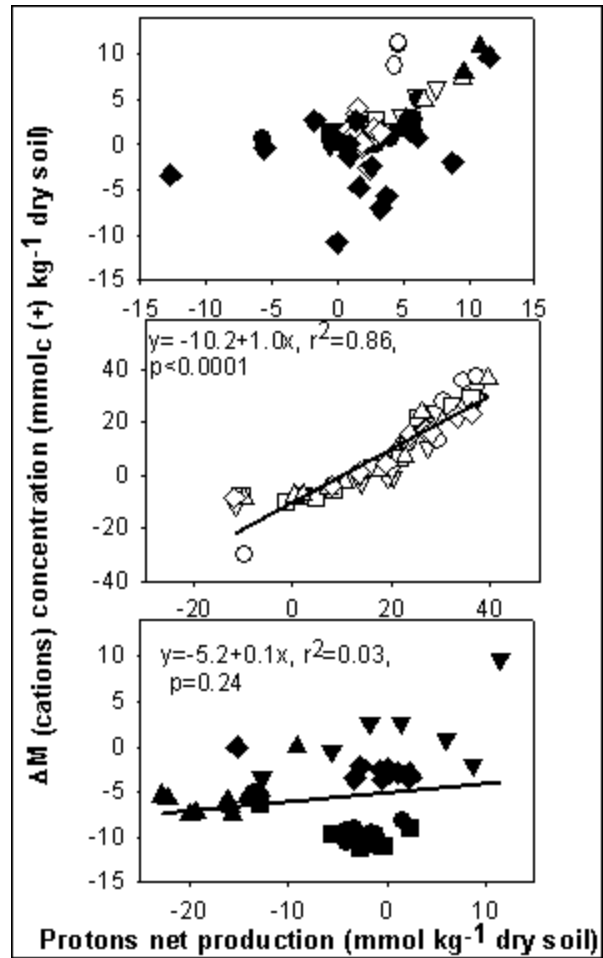 ΔM (cations) concentration (mmolc (+) kg-1 dry soil)
10
5
0
-5
-10
-15
-15 -10 -5 0 5 10 15
y= -10.2+1.0x, r2=0.86,
p<0.0001
40
20
0
-20
-40
-20 0 20 40
y=-5.2+0.1x, r2=0.03,
p=0.24
10
5
0
-5
-10
-15
-20 -10 0 10
Protons net production (mmol kg-1 dry soil)